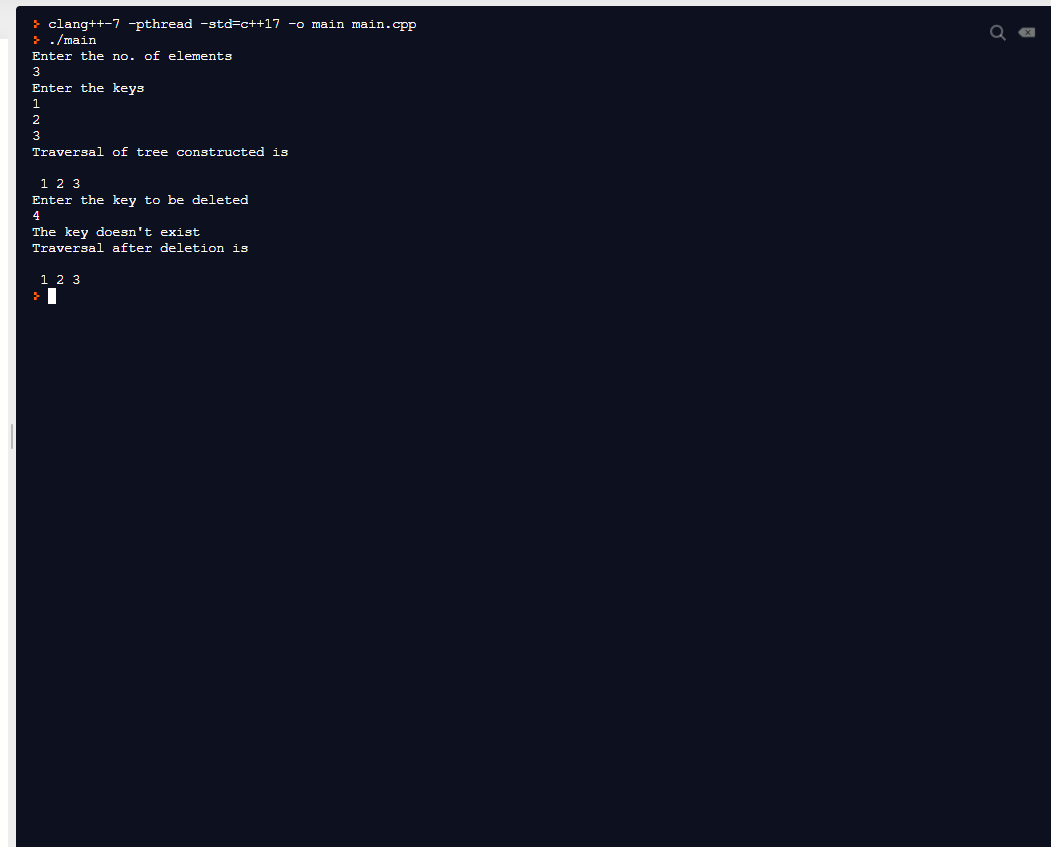 clang++-7 -pthread -std=c++17 -o main main.cpp
./main
Enter the no. of elements
3
Enter the keys
1
2
3
Traversal of tree constructed is
1 2 3
Enter the key to be deleted
4
The key doesn't exist
Traversal after deletion is
1 2 3